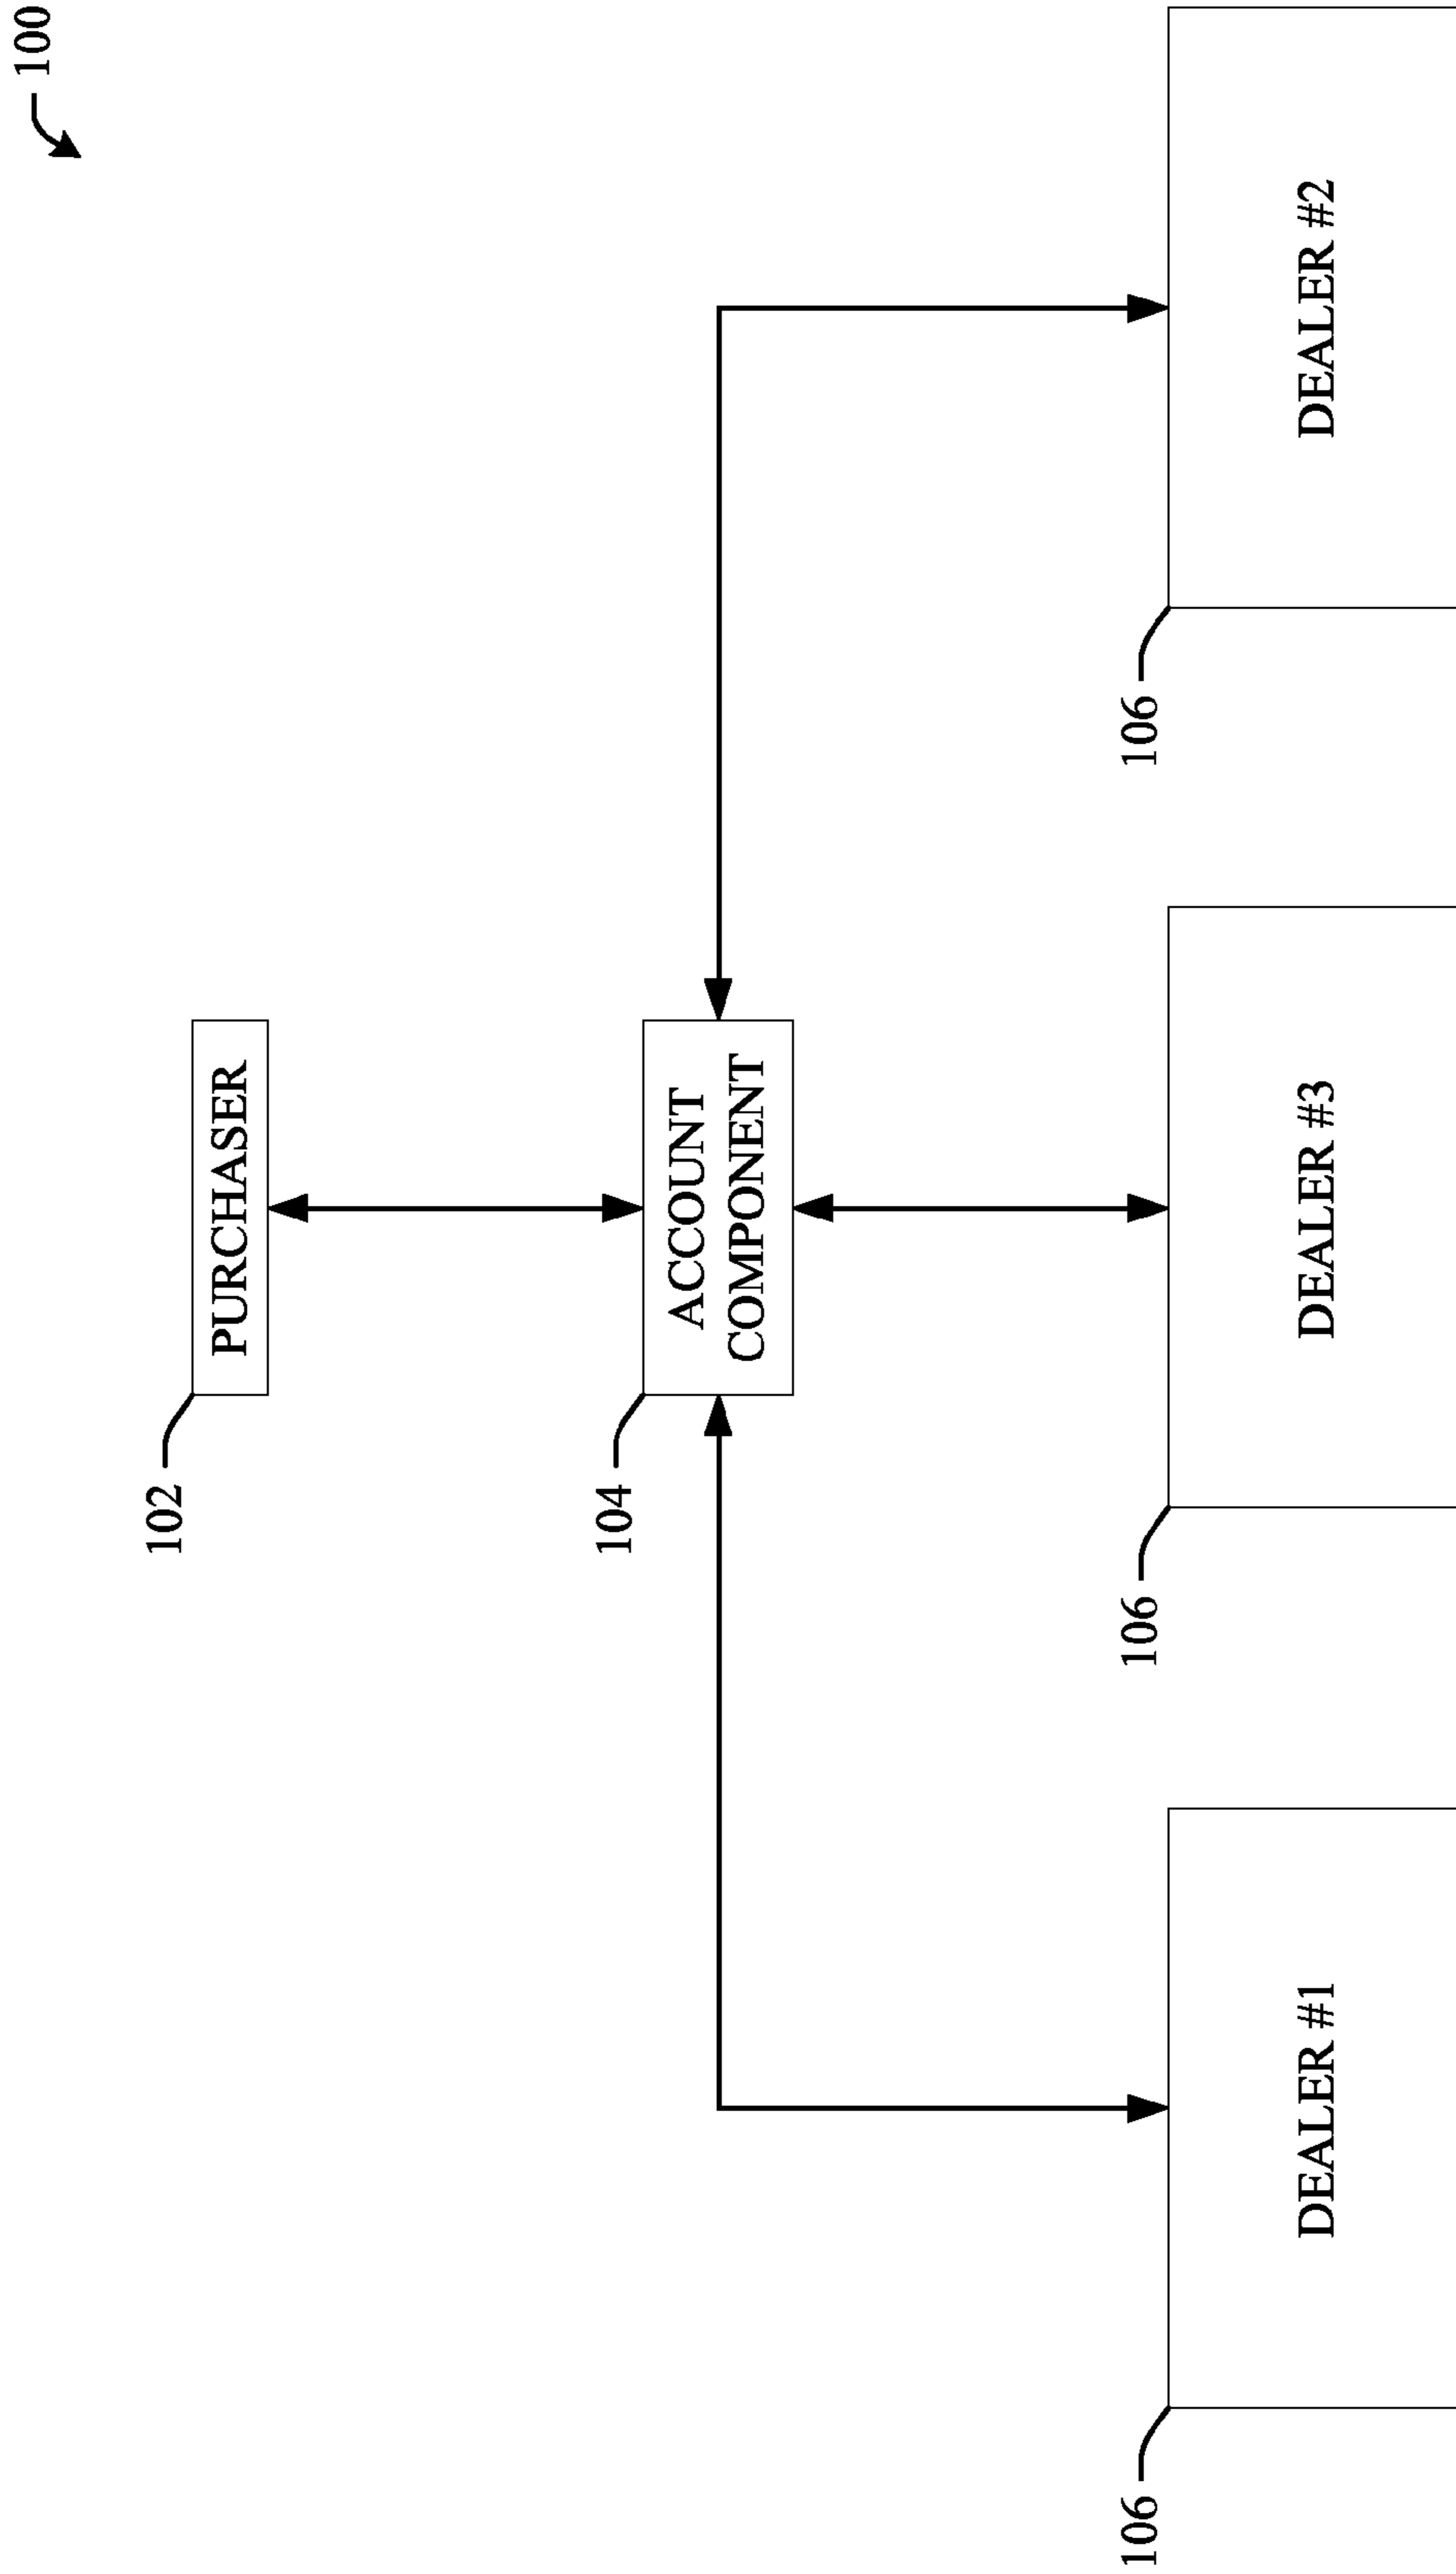 100
102
PURCHASER
104
ACCOUNT
COMPONENT
106
DEALER #1
106
DEALER #3
106
DEALER #2